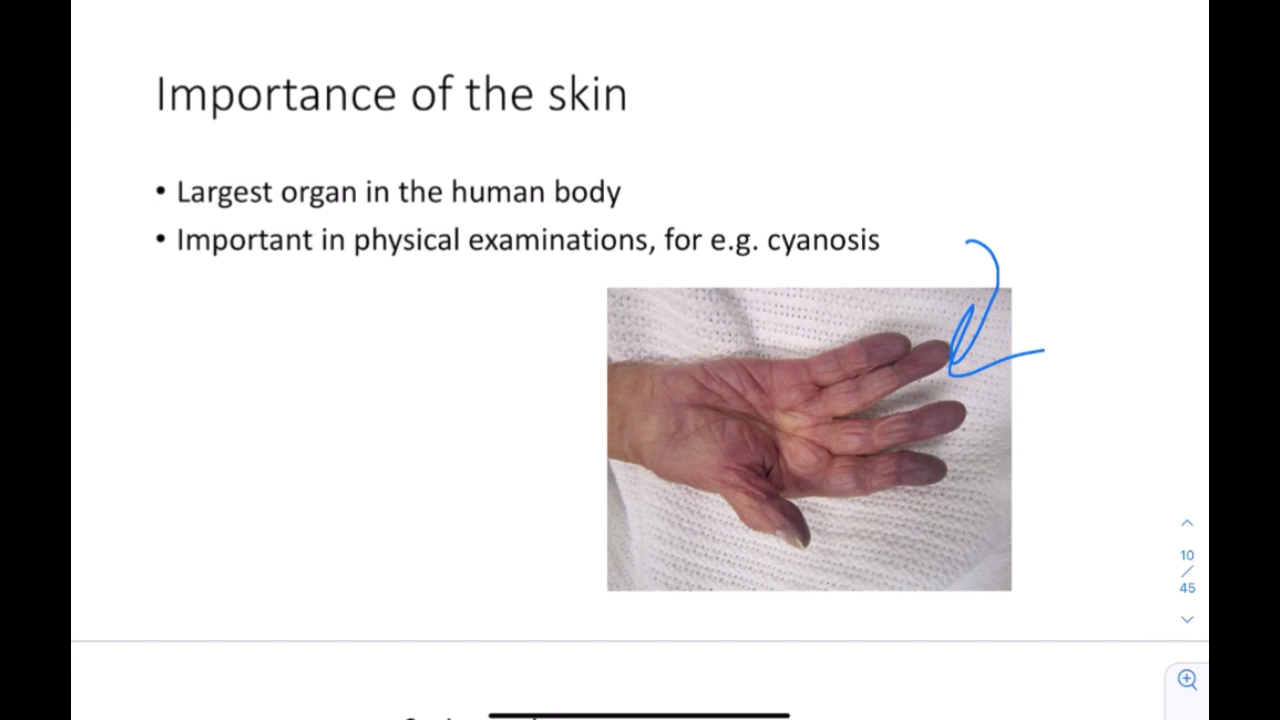 Importance of the skin
• Largest organ in the human body
• Important in physical examinations, for e.g. cyanosis
10
/
45